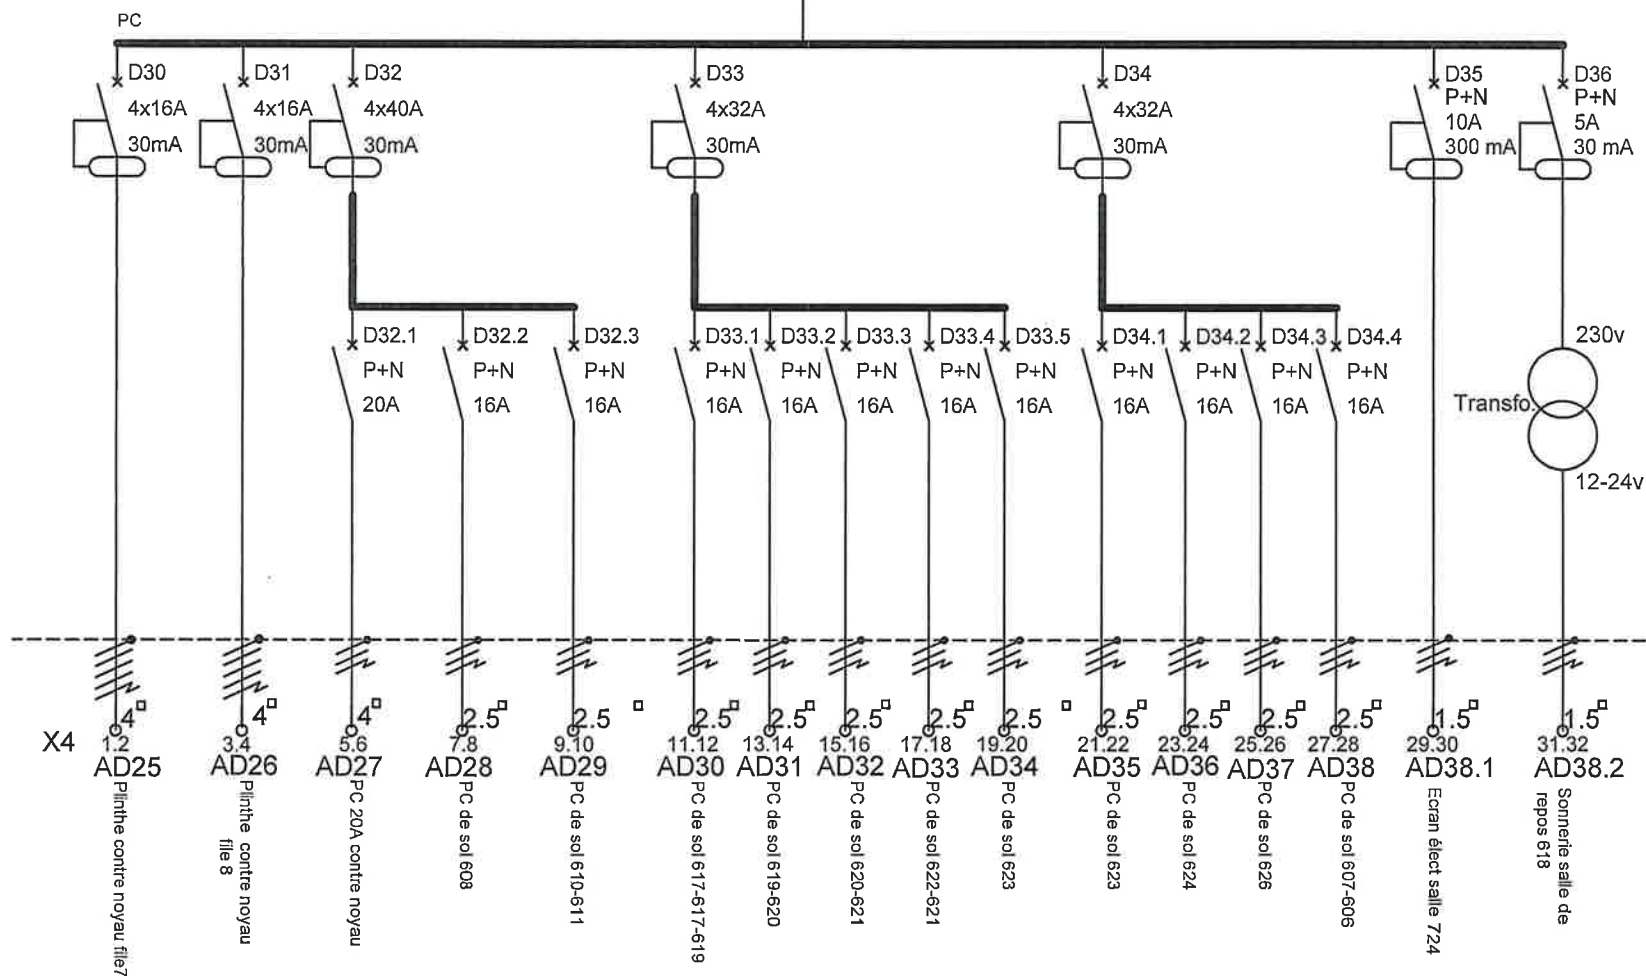 PC
D30
4x16A
30mA
D31
4x16A
30mA
D32
4x40A
30mA
D33
4x32A
30mA
D34
4x32A
30mA
D35
P+N
10A
300 mA
D36
P+N
5A
30 mA
D32.1
P+N
20A
D32.2
P+N
16A
D32.3
P+N
16A
D33.1
P+N
16A
D33.2
P+N
16A
D33.3
P+N
16A
D33.4
P+N
16A
D33.5
P+N
16A
D34.1
P+N
16A
D34.2
P+N
16A
D34.3
P+N
16A
D34.4
P+N
16A
230v
Transfo.
12-24v
X4
4
1.2
AD25
Plinthe contre noyau file7
4
3.4
AD26
Plinthe contre noyau
file 8
4
5.6
AD27
PC 20A contre noyau
2.5
7.8
AD28
PC de sol 608
2.5
9.10
AD29
PC de sol 610-611
2.5
11.12
AD30
PC de sol 617-617-619
2.5
13.14
AD31
PC de sol 619-620
2.5
15.16
AD32
PC de sol 620-621
2.5
17.18
AD33
PC de sol 622-621
2.5
19.20
AD34
PC de sol 623
2.5
21.22
AD35
PC de sol 623
2.5
23.24
AD36
PC de sol 624
2.5
25.26
AD37
PC de sol 626
2.5
27.28
AD38
PC de sol 607-606
1.5
29.30
AD38.1
Ecran élect salle 724
1.5
31.32
AD38.2
Sonnerie salle de
repos 618